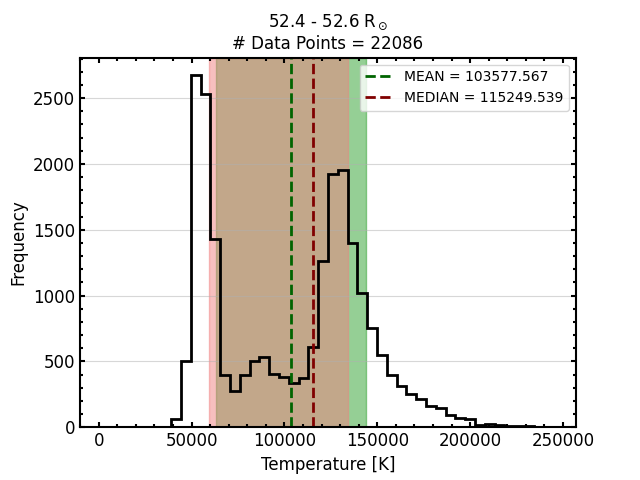 52.4 - 52.6 R⊙
# Data Points = 22086
MEAN = 103577.567
MEDIAN = 115249.539
Frequency
2500
2000
1500
1000
500
0
0 50000 100000 150000 200000 250000
Temperature [K]